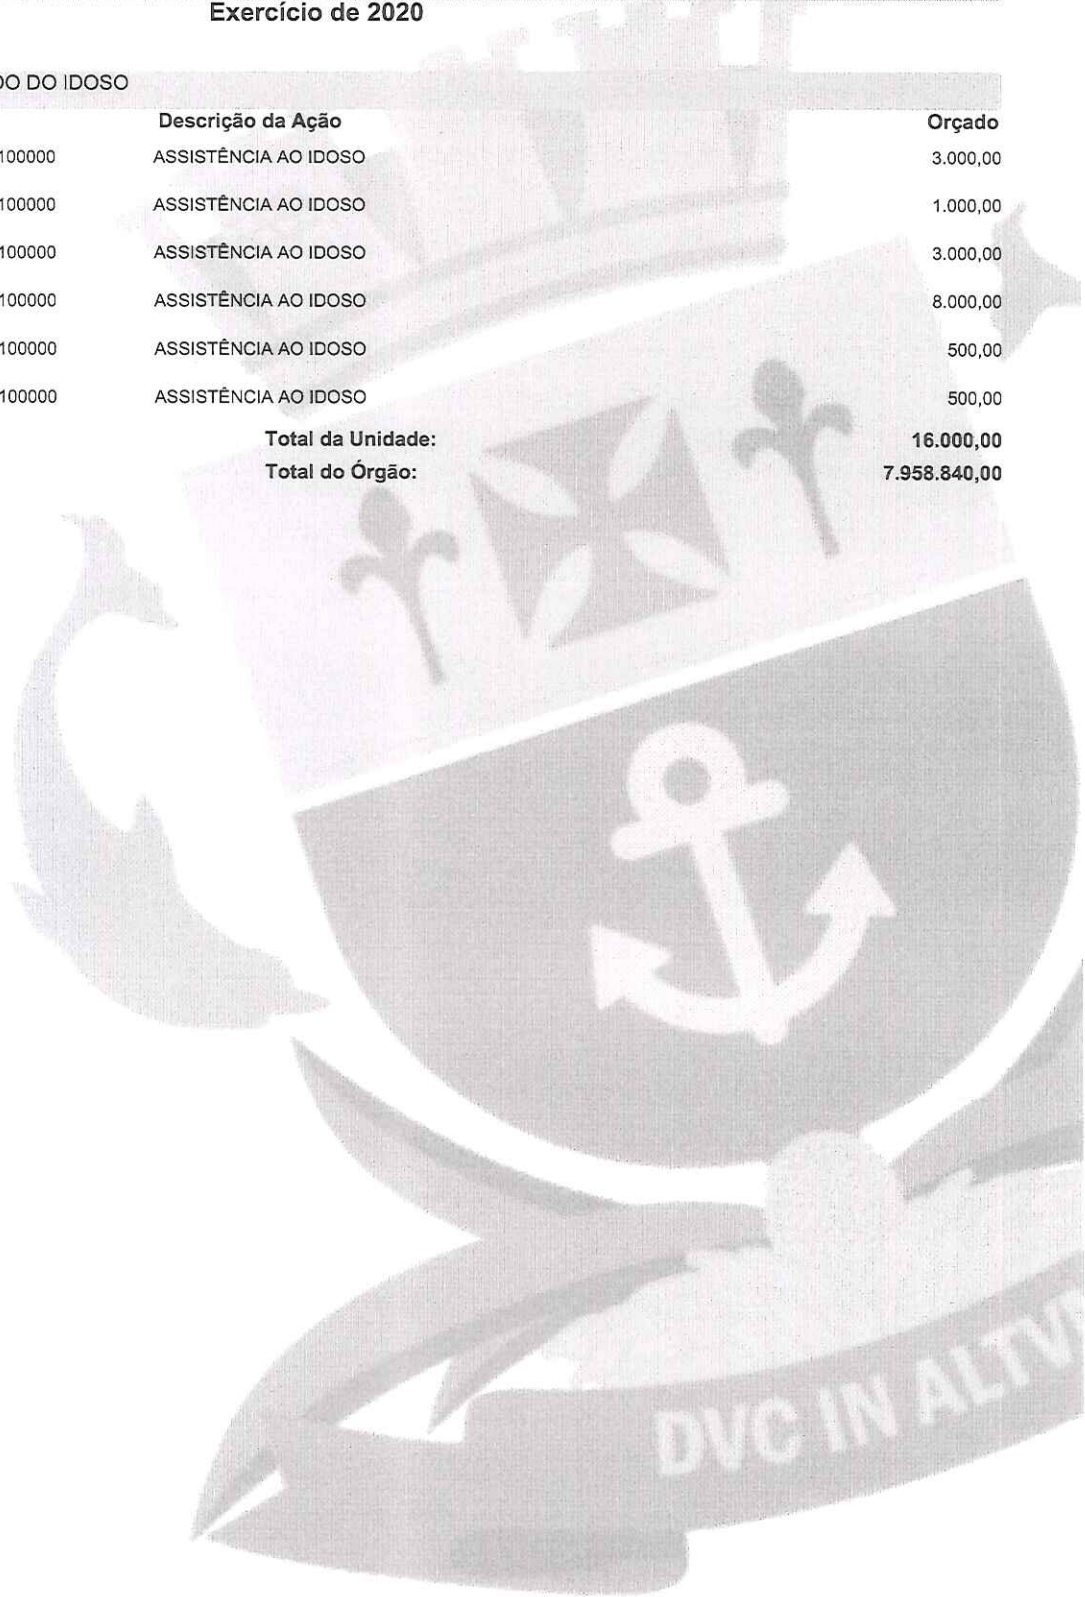 Exercício de 2020
DO DO IDOSO
Descrição da Ação Orçado
100000 ASSISTÊNCIA AO IDOSO 3.000,00
100000 ASSISTÊNCIA AO IDOSO 1.000,00
100000 ASSISTÊNCIA AO IDOSO 3.000,00
100000 ASSISTÊNCIA AO IDOSO 8.000,00
100000 ASSISTÊNCIA AO IDOSO 500,00
100000 ASSISTÊNCIA AO IDOSO 500,00
Total da Unidade: 16.000,00
Total do Órgão: 7.958.840,00
DVC IN ALTV